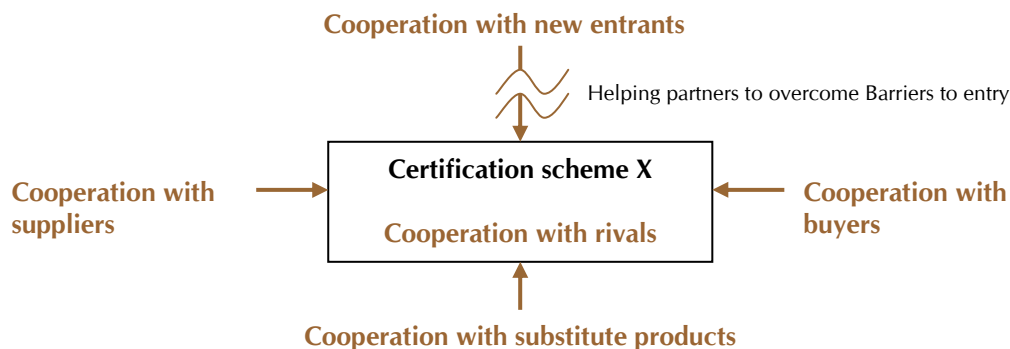 Cooperation with new entrants
Helping partners to overcome Barriers to entry
Certification scheme X
Cooperation with
suppliers
Cooperation with rivals
Cooperation with
buyers
Cooperation with substitute products